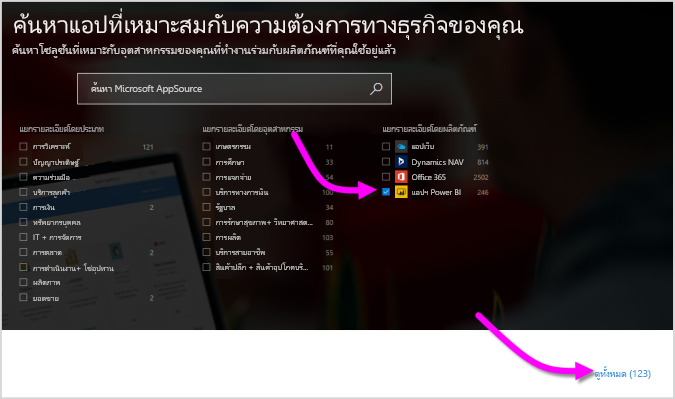 ค้นหาแอปที่เหมาะสมกับความต้องการทางธุรกิจของคุณ
ค้นหาโซลูชันที่เหมาะกับอุตสาหกรรมของคุณที่ทำงานร่วมกับผลิตภัณฑ์ที่คุณใช้อยู่แล้ว
ค้นหา Microsoft AppSource
แยกรายละเอียดโดยประเภท
การวิเคราะห์ 121
ปัญญาประดิษฐ์
ความร่วมมือ
บริการลูกค้า
การเงิน 2
ทรัพยากรบุคคล
IT + การจัดการ
การตลาด 2
การดำเนินงาน+ โซ่อุปทาน
ผลิตภาพ
ยอดขาย 2
แยกรายละเอียดโดยอุตสาหกรรม
เกษตรกรรม 11
การศึกษา 33
การแจกจ่าย 54
บริการทางการเงิน 100
รัฐบาล 34
การรักษาสุขภาพ+ วิทยาศาสต... 80
การผลิต 103
บริการสายอาชีพ 55
สินค้าปลีก + สินค้าอุปโภคบริ... 101
แยกรายละเอียดโดยผลิตภัณฑ์
แอปเว็บ 391
Dynamics NAV 814
Office 365 2502
แอปฯ Power BI 246
ดูทั้งหมด (123)